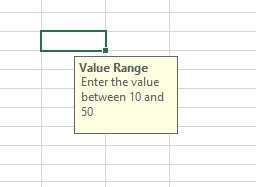 Value Range
Enter the value
between 10 and
50